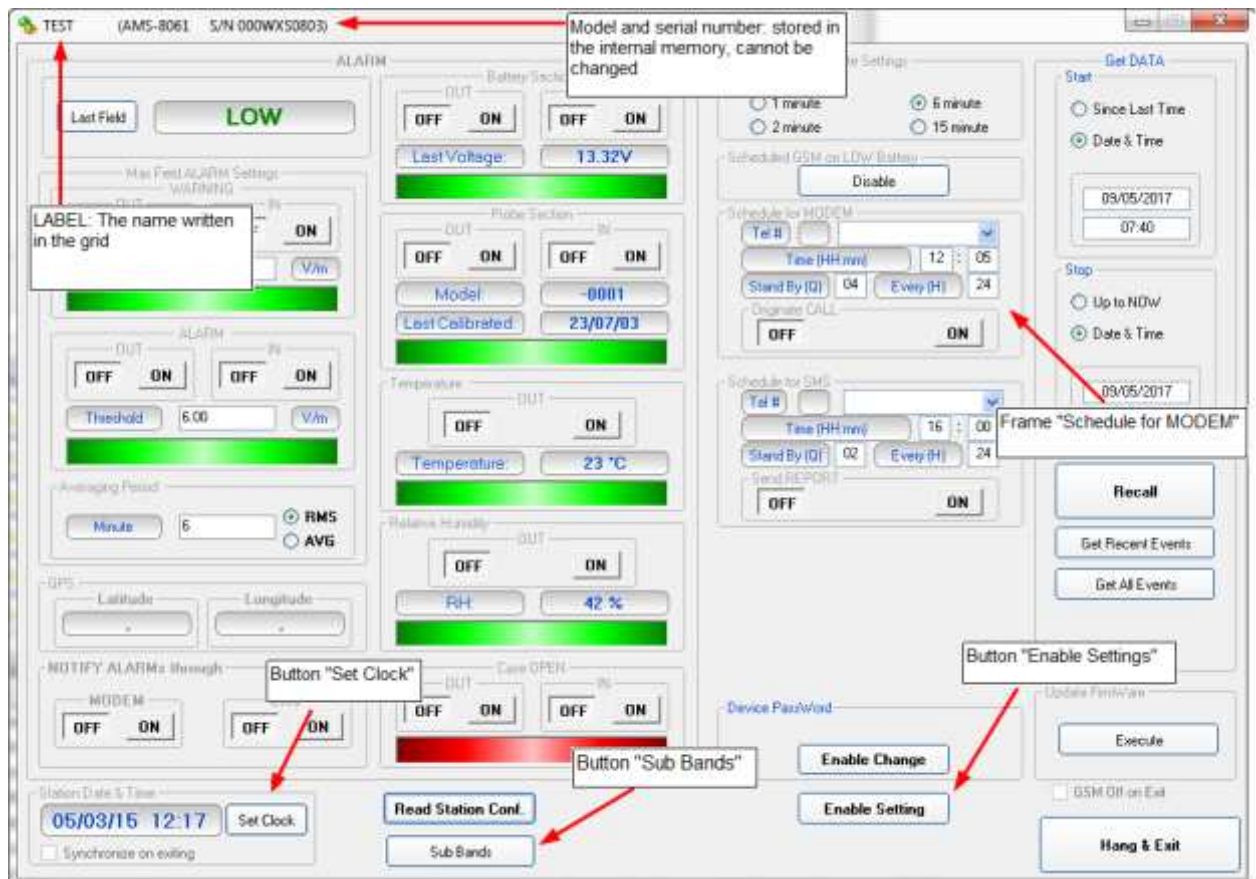 TEST (AMS-8061 S/N 000WXS0803)
Model and serial number: stored in
the internal memory, cannot be
changed
ALARM
Last Field LOW
Max Field ALARM Settings
WARNING
OUT IN
LABEL: The name written
in the grid
ON
V/m
ALARM
OUT IN
OFF ON OFF ON
Threshold 6.00 V/m
Averaging Period
Minute 6 RMS
AVG
GPS
Latitude Longitude
NOTIFY ALARMs through
MODEM
OFF ON OFF ON
Button "Set Clock"
Station Date & Time
05/03/15 12:17 Set Clock
Synchronize on exiting
Battery Section
OUT
OFF ON OFF ON
Last Voltage: 13.32V
Probe Section
OUT IN
OFF ON OFF ON
Model -0001
Last Calibrated 23/07/03
Temperature
OUT
OFF ON
Temperature: 23 °C
Relative Humidity
OUT
OFF ON
RH: 42 %
Case OPEN
OUT IN
OFF ON OFF ON
Button "Sub Bands"
Read Station Conf.
Sub Bands
Settings
1 minute 6 minute
2 minute 15 minute
Scheduled GSM on LOW Battery
Disable
Schedule for MODEM
Tel #
Time (HH:mm) 12 : 05
Stand By (Q) 04 Every (H) 24
Originate CALL
OFF ON
Schedule for SMS
Tel #
Time (HH:mm) 16 : 00
Stand By (Q) 02 Every (H) 24
Send REPORT
OFF ON
Frame "Schedule for MODEM"
Button "Enable Settings"
Device PassWord
Enable Change
Enable Setting
Get DATA
Start
Since Last Time
Date & Time
09/05/2017
07:40
Stop
Up to NOW
Date & Time
09/05/2017
Recall
Get Recent Events
Get All Events
Update FirmWare
Execute
GSM Off on Exit
Hang & Exit